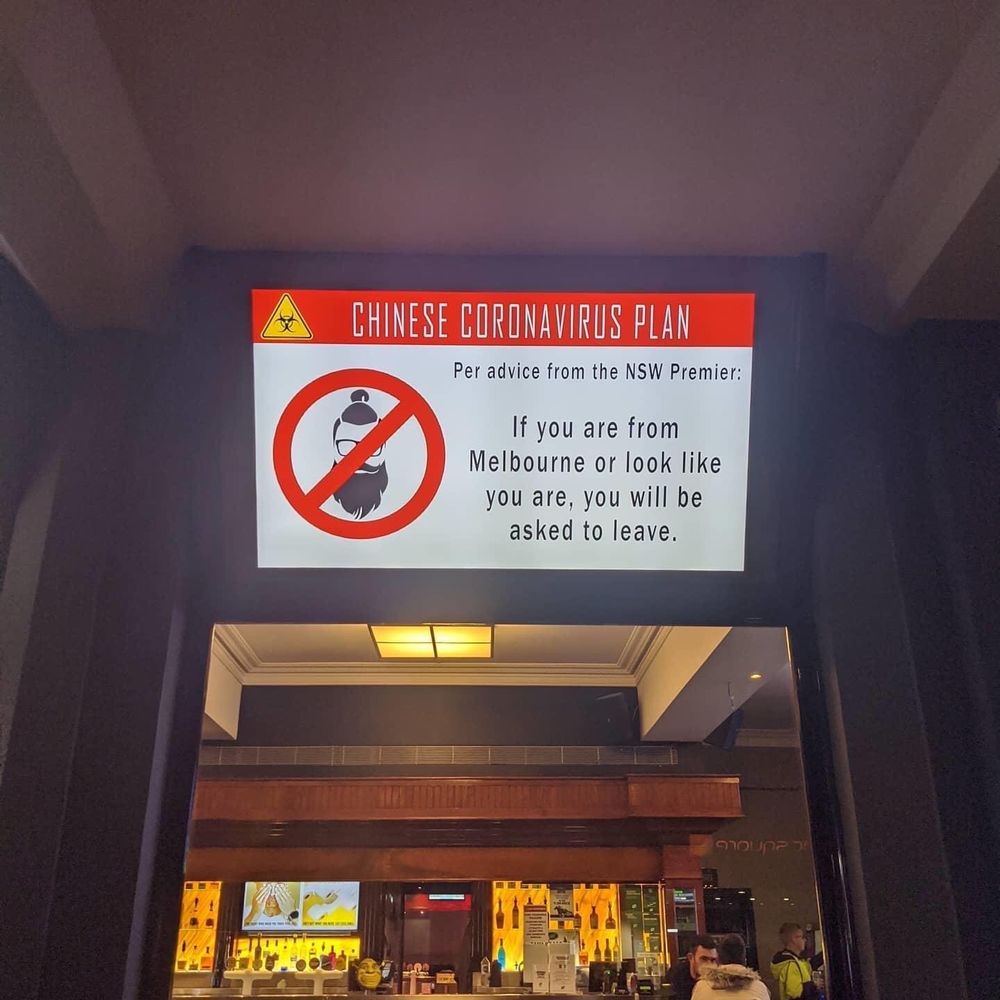 CHINESE CORONAVIRUS PLAN
Per advice from the NSW Premier:
If you are from
Melbourne or look like
you are, you will be
asked to leave.